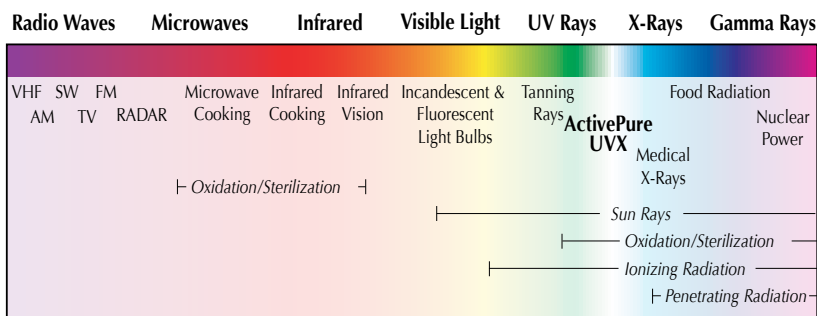 Radio Waves Microwaves Infrared Visible Light UV Rays X-Rays Gamma Rays
VHF SW FM
AM TV RADAR
Microwave
Cooking
Infrared
Cooking
Infrared
Vision
Incandescent &
Fluorescent
Light Bulbs
Tanning
Rays
ActivePure
UVX
Food Radiation
Medical
X-Rays
Nuclear
Power
Oxidation/Sterilization
Sun Rays
Oxidation/Sterilization
Ionizing Radiation
Penetrating Radiation